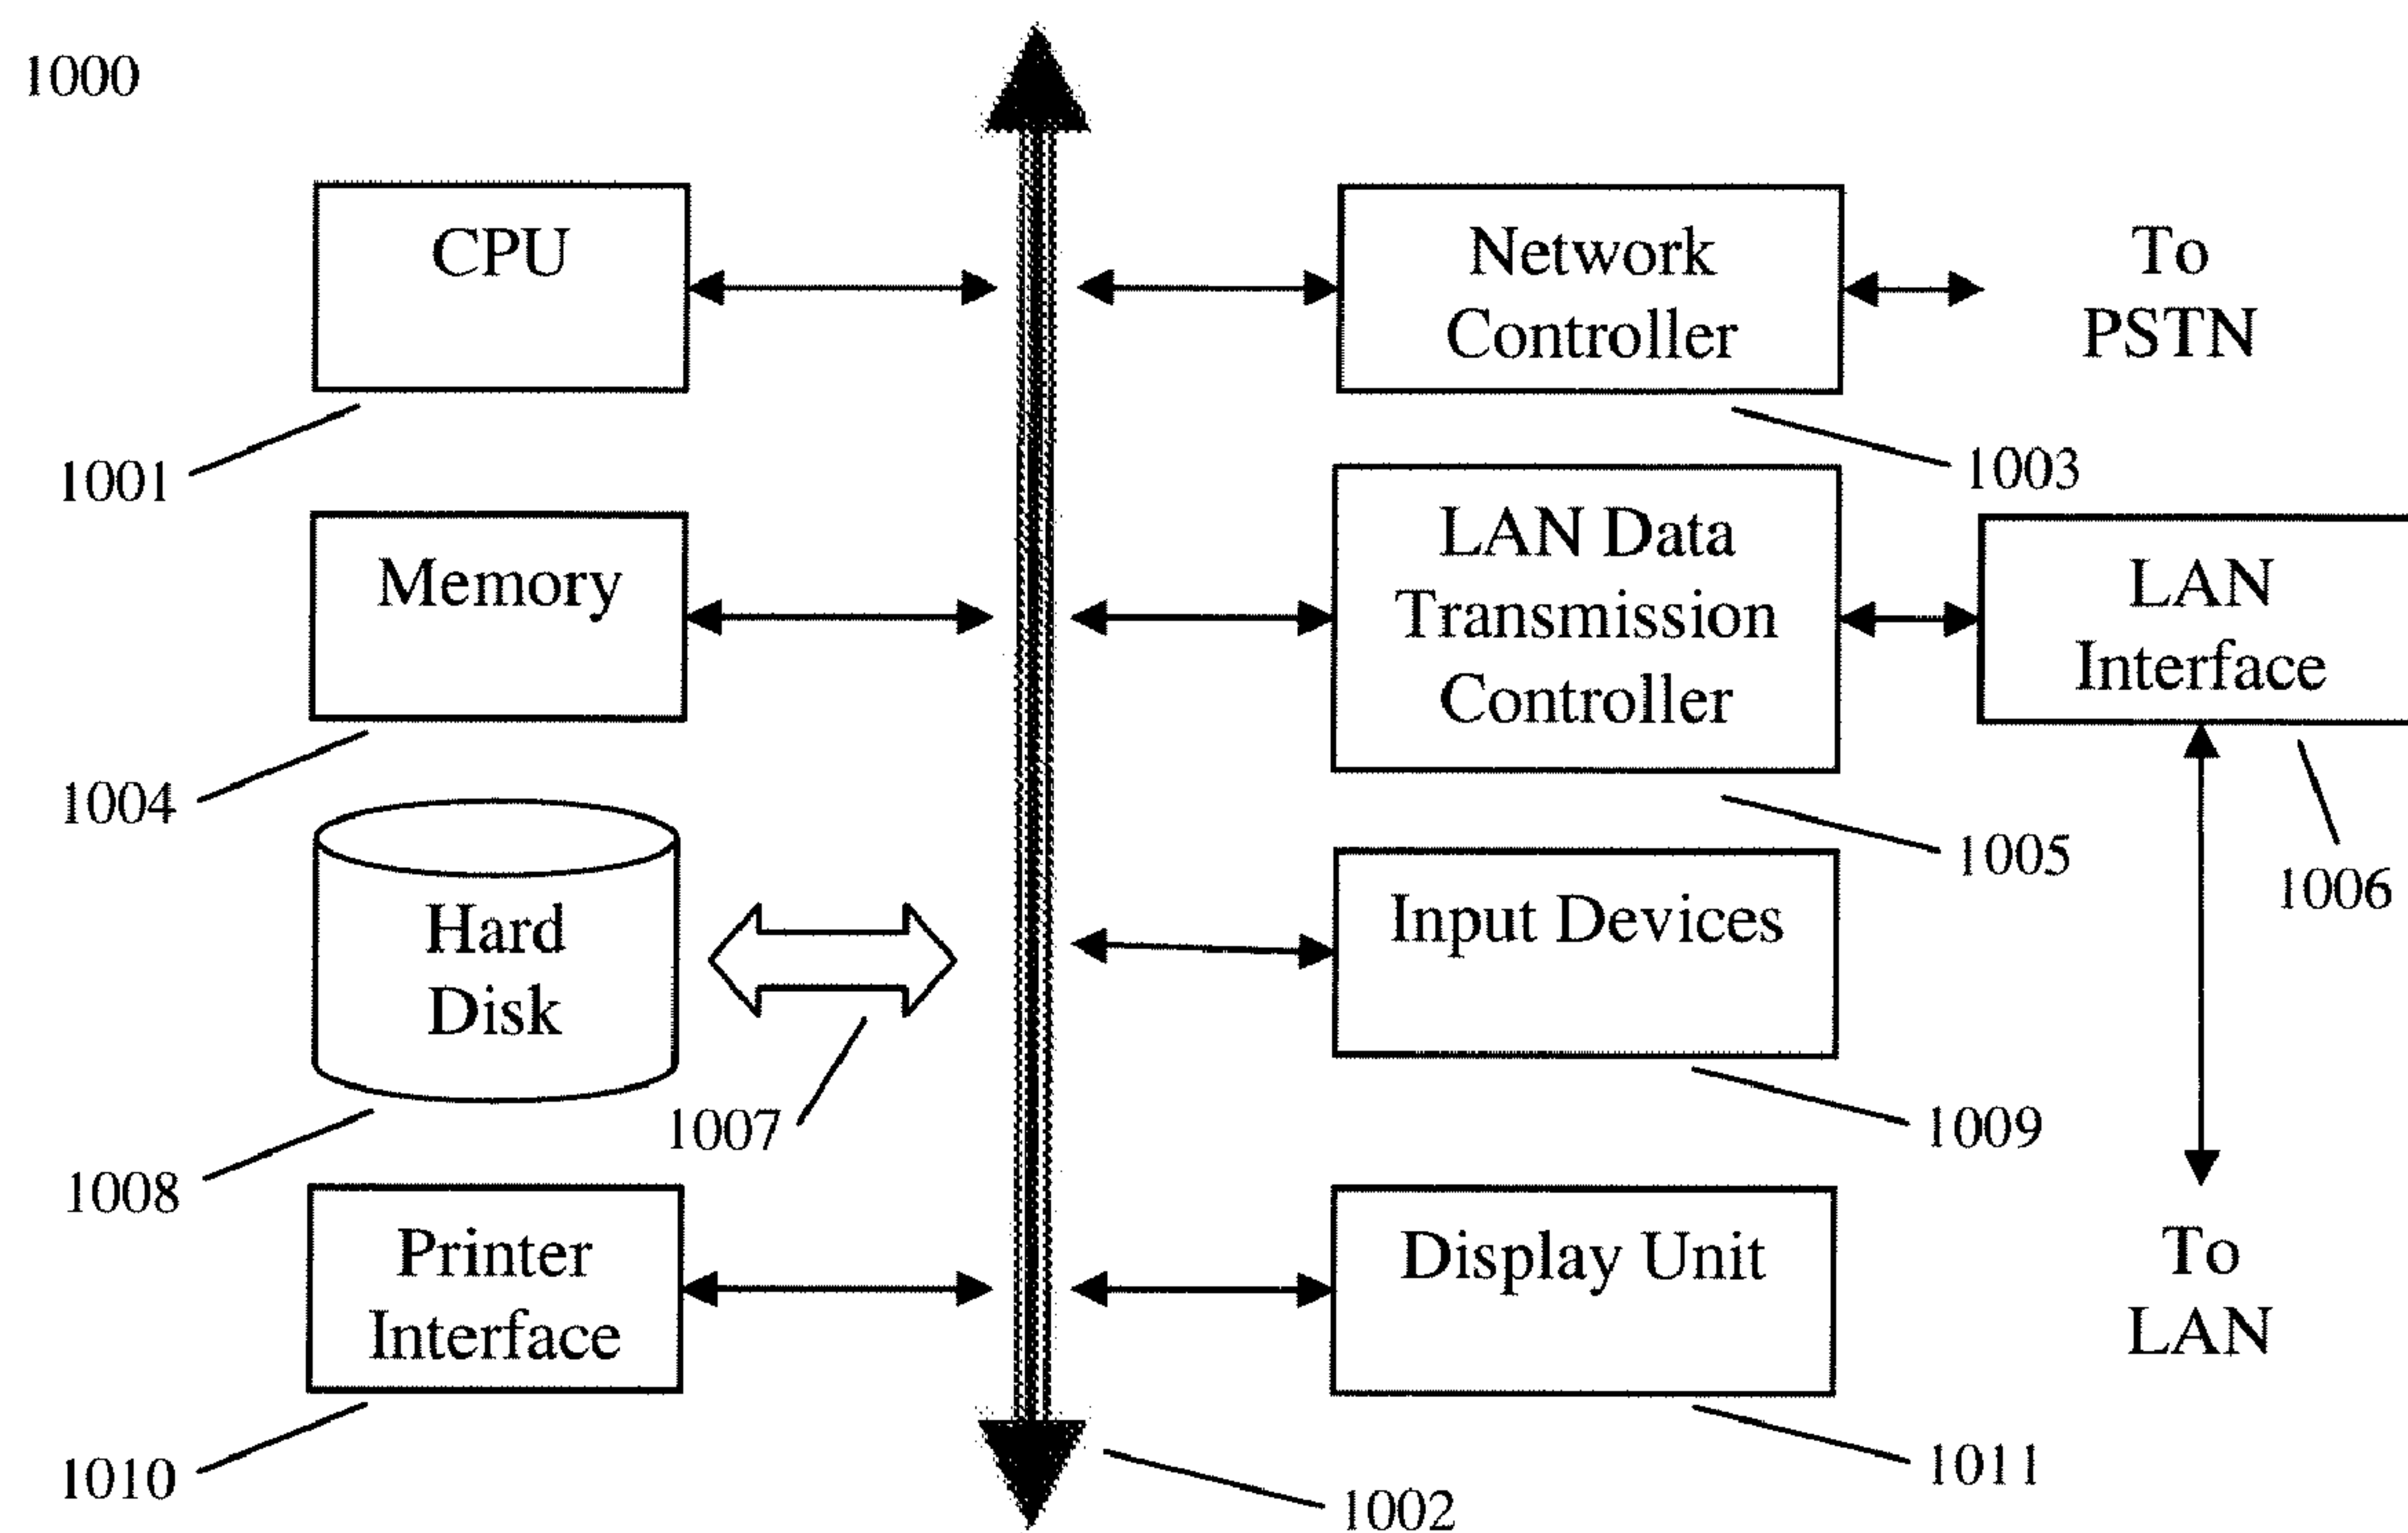 1000
CPU
Network
Controller
To
PSTN
1001
1003
Memory
LAN Data
Transmission
Controller
LAN
Interface
1004
1005
1006
Hard
Disk
1007
Input Devices
1008
1009
Printer
Interface
Display Unit
To
LAN
1010
1002
1011